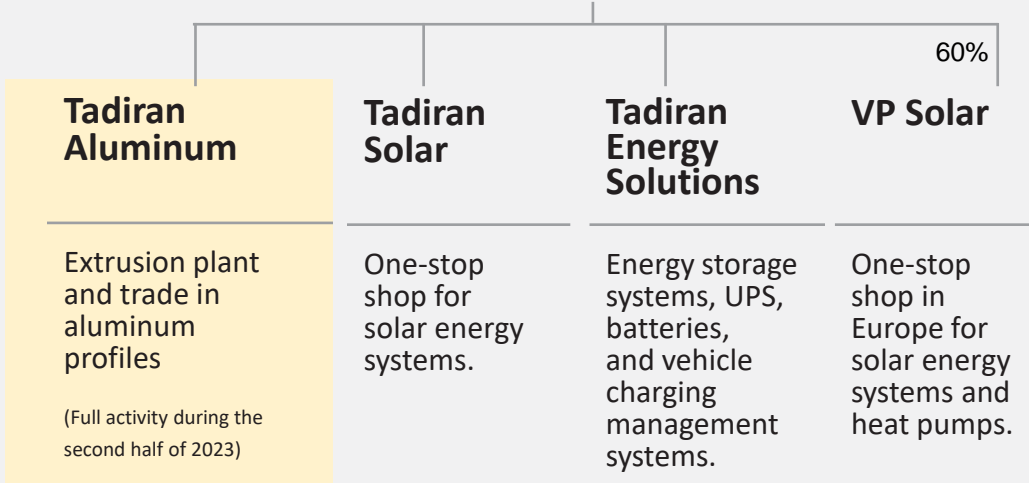 60%
Tadiran
Aluminum
Extrusion plant
and trade in
aluminum
profiles
(Full activity during the
second half of 2023)
Tadiran
Solar
One-stop
shop for
solar energy
systems.
Tadiran
Energy
Solutions
Energy storage
systems, UPS,
batteries,
and vehicle
charging
management
systems.
VP Solar
One-stop
shop in
Europe for
solar energy
systems and
heat pumps.